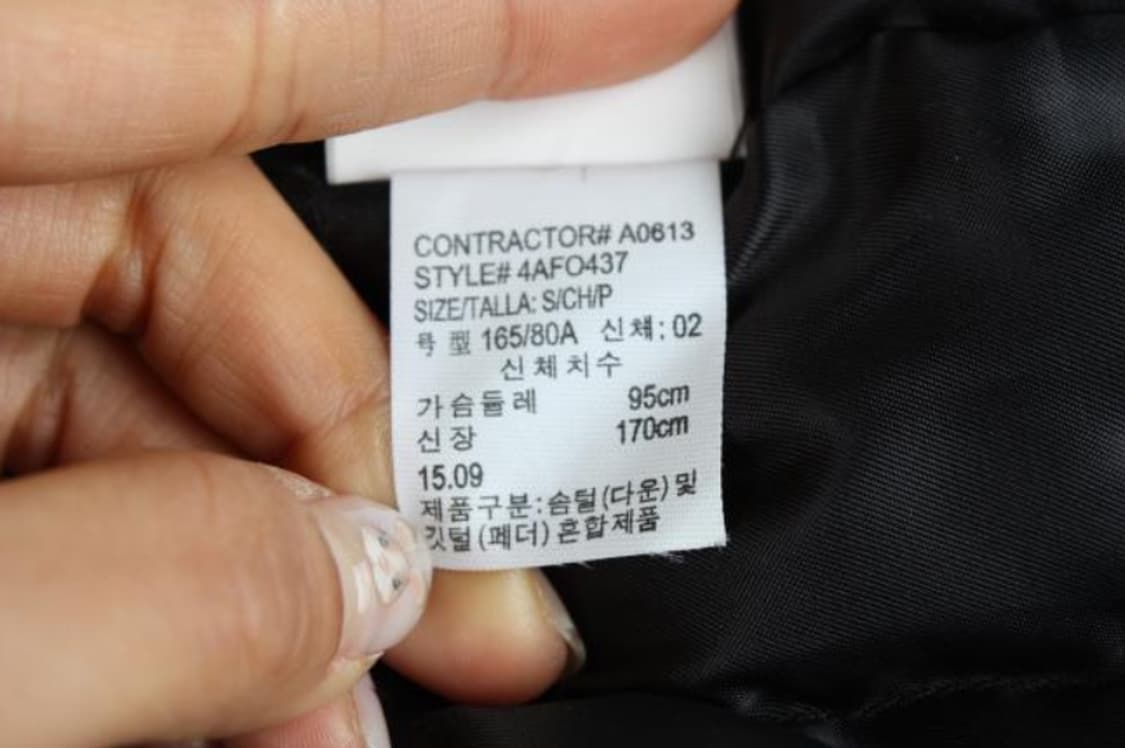 CONTRACTOR# A0613
STYLE# 4AFO437
SIZE/TALLA: S/CH/P
号 型 165/80A 신체: 02
신체치수
가슴둘레 95cm
신장 170cm
15.09
제품구분: 솜털(다운) 및
깃털(페더) 혼합제품